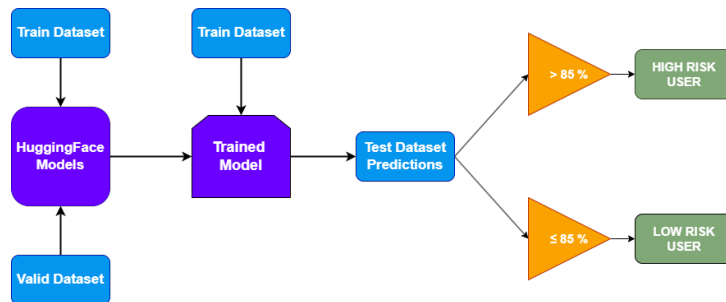 Train Dataset
Train Dataset
> 85 %
HIGH RISK
USER
HuggingFace
Models
Trained
Model
Test Dataset
Predictions
≤ 85 %
LOW RISK
USER
Valid Dataset